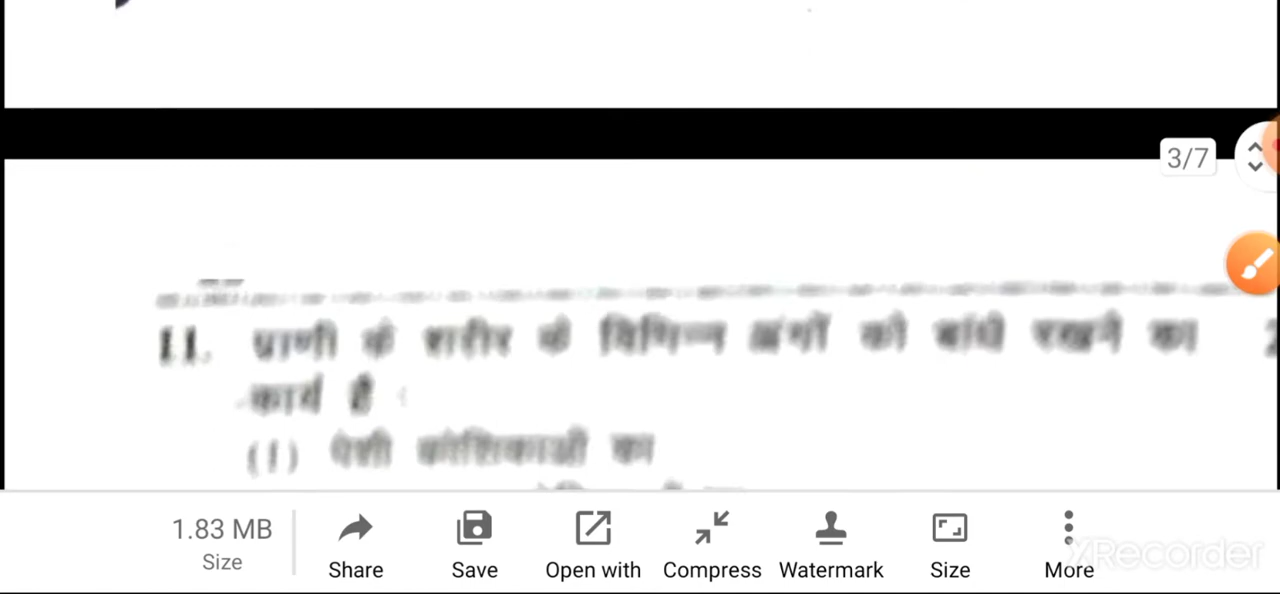 3/7
11. प्राणी के शरीर के विभिन्न अंगों को बांधे रखने का
कार्य है
(1) पेशी कोशिकाओं का
1.83 MB
Size
Share
Save
Open with
Compress
Watermark
Size
More
XRecorder